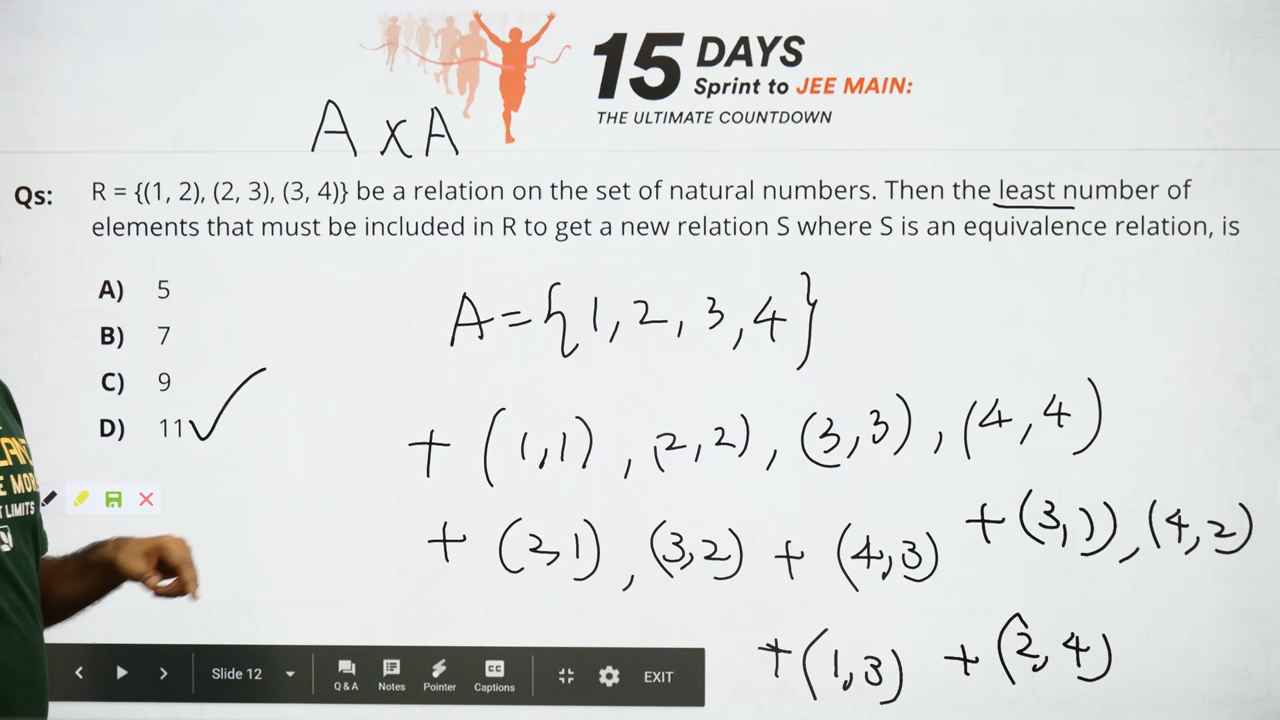 15 DAYS
Sprint to JEE MAIN:
THE ULTIMATE COUNTDOWN
A x A
Qs: R = {(1, 2), (2, 3), (3, 4)} be a relation on the set of natural numbers. Then the least number of
elements that must be included in R to get a new relation S where S is an equivalence relation, is
A) 5
B) 7
C) 9
D) 11
A={1,2,3,4}
+ (1,1), (2,2), (3,3), (4,4)
+ (2,1), (3,2) + (4,3) + (3,1), (4,2)
+(1,3) + (2,4)
E MOR
T LIMITS
Slide 12
Q & A
Notes
Pointer
CC
Captions
EXIT